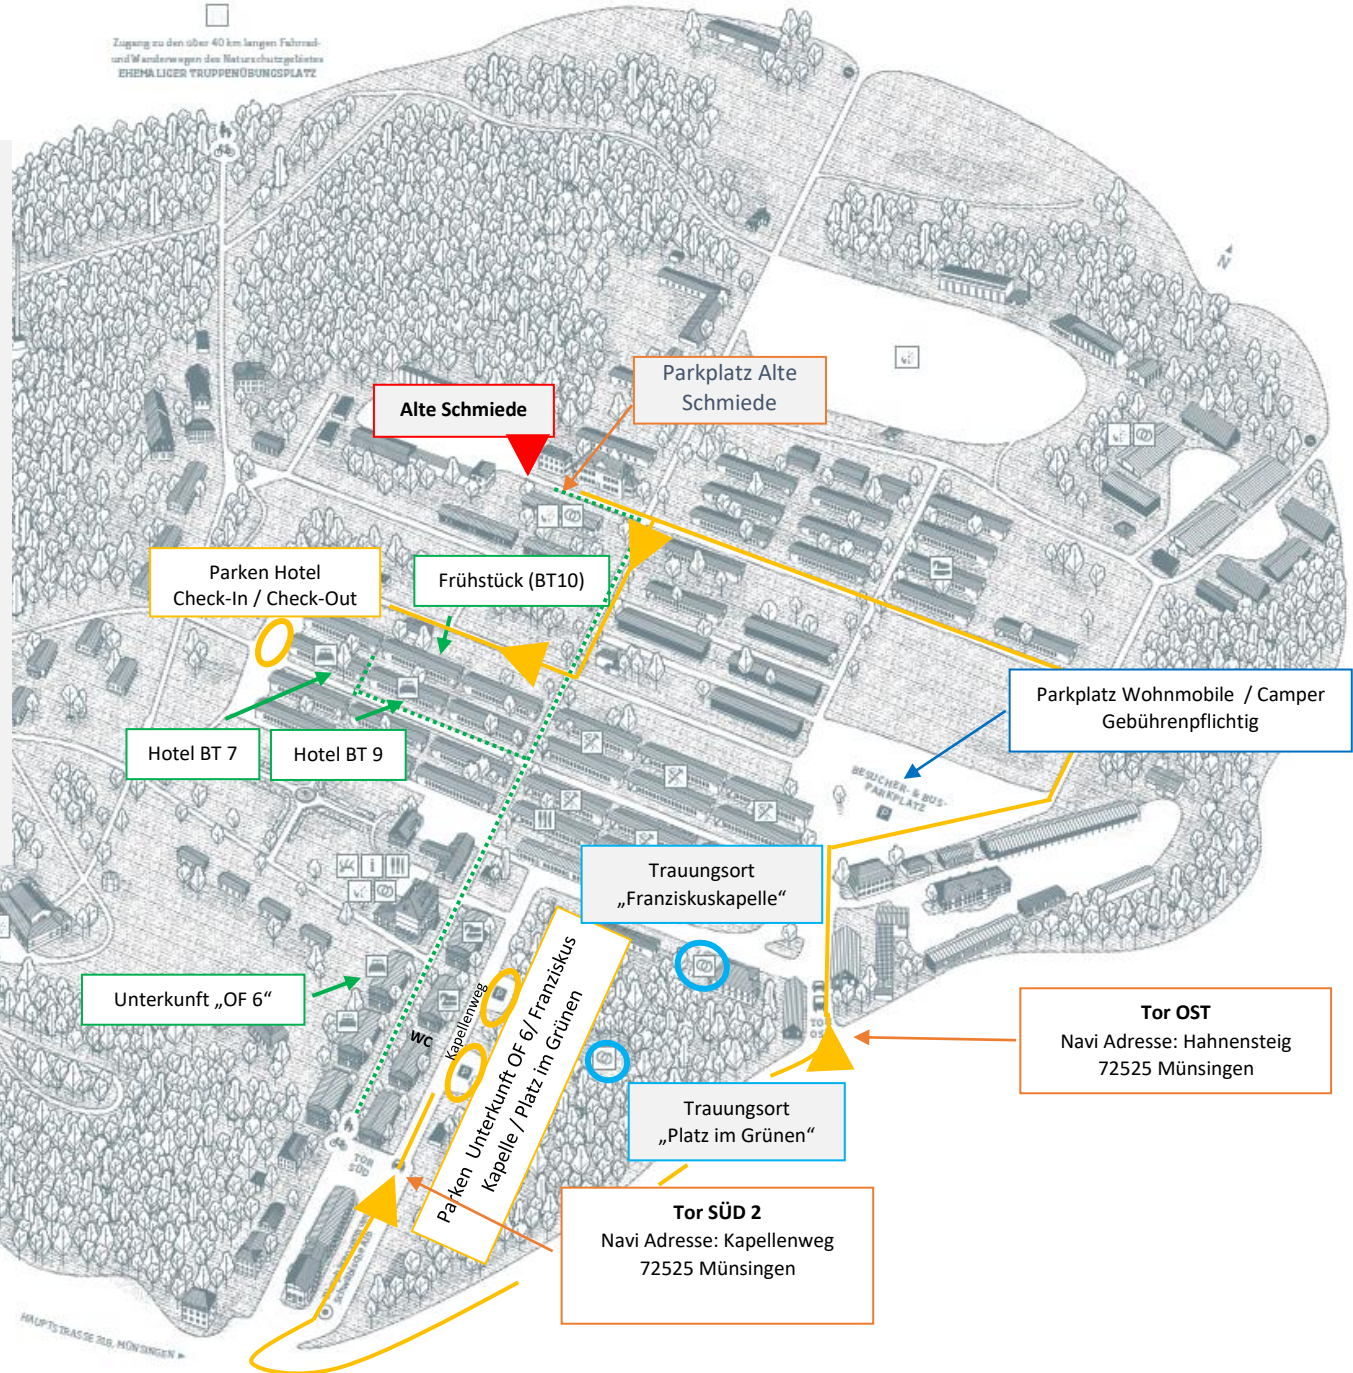 Zugang zu den über 40 km langen Fahrrad-
und Wanderwegen des Naturschutzgebietes
EHEMALIGER TRUPPENÜBUNGSPLATZ
N
Parkplatz Alte
Schmiede
Alte Schmiede
Parken Hotel
Check-In / Check-Out
Frühstück (BT10)
Parkplatz Wohnmobile / Camper
Gebührenpflichtig
Hotel BT 7
Hotel BT 9
BESUCHER- & BUS-
PARKPLATZ
P
i
Trauungsort
„Franziskuskapelle“
Unterkunft „OF 6“
Kapellenweg
WC
P
P
Parken Unterkunft OF 6/ Franziskus
Kapelle / Platz im Grünen
TOR
OST
Tor OST
Navi Adresse: Hahnensteig
72525 Münsingen
Trauungsort
„Platz im Grünen“
TOR
SÜD
Tor SÜD 2
Navi Adresse: Kapellenweg
72525 Münsingen
Schwäbische Alb
HAUPTSTRASSE 318, MÜNSINGEN